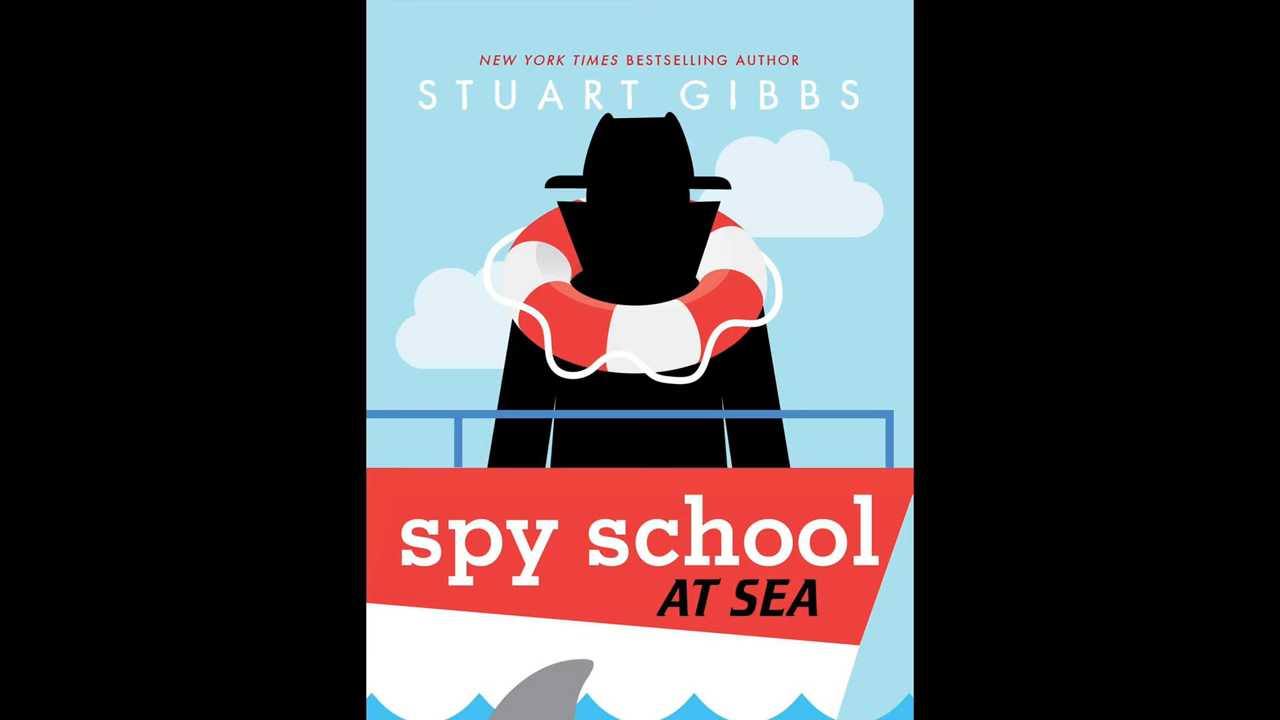 NEW YORK TIMES BESTSELLING AUTHOR
STUART GIBBS
spy school
AT SEA